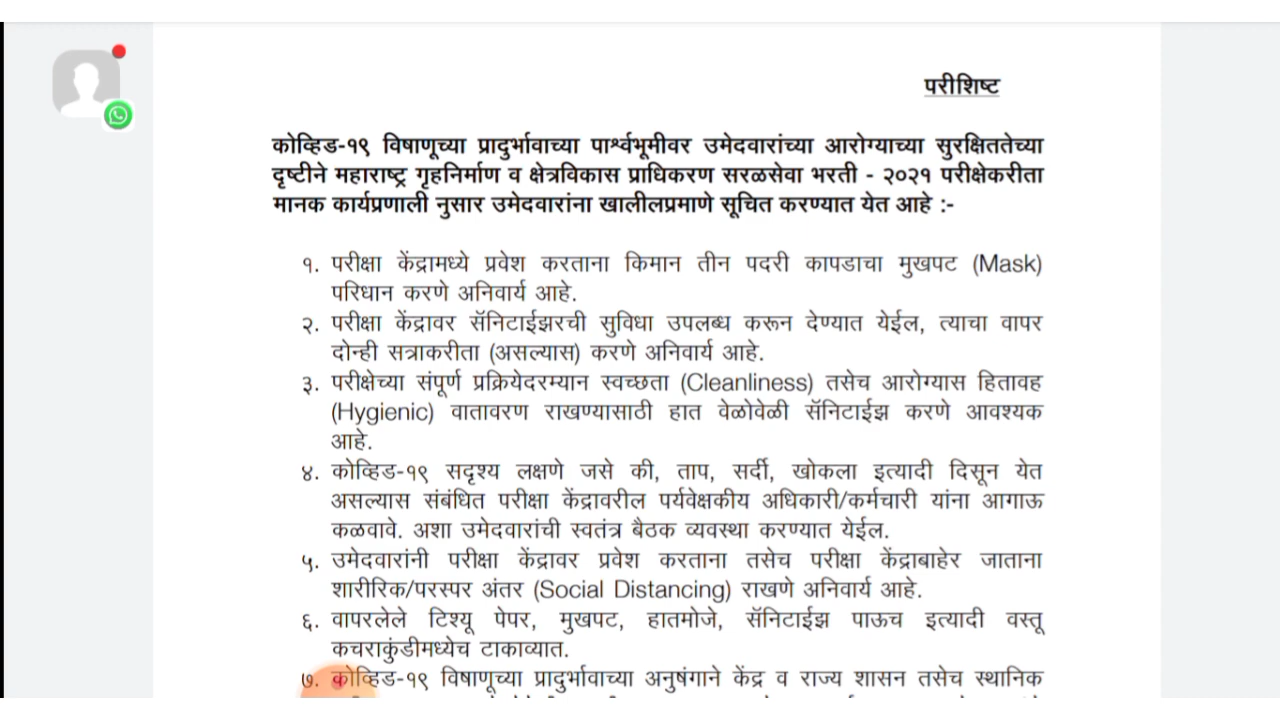 परीशिष्ट
कोव्हिड-१९ विषाणूच्या प्रादुर्भावाच्या पार्श्वभूमीवर उमेदवारांच्या आरोग्याच्या सुरक्षिततेच्या
दृष्टीने महाराष्ट्र गृहनिर्माण व क्षेत्रविकास प्राधिकरण सरळसेवा भरती - २०२१ परीक्षेकरीता
मानक कार्यप्रणाली नुसार उमेदवारांना खालीलप्रमाणे सूचित करण्यात येत आहे :-
१. परीक्षा केंद्रामध्ये प्रवेश करताना किमान तीन पदरी कापडाचा मुखपट (Mask)
परिधान करणे अनिवार्य आहे.
२. परीक्षा केंद्रावर सॅनिटाईझरची सुविधा उपलब्ध करून देण्यात येईल, त्याचा वापर
दोन्ही सत्राकरीता (असल्यास) करणे अनिवार्य आहे.
३. परीक्षेच्या संपूर्ण प्रक्रियेदरम्यान स्वच्छता (Cleanliness) तसेच आरोग्यास हितावह
(Hygienic) वातावरण राखण्यासाठी हात वेळोवेळी सॅनिटाईझ करणे आवश्यक
आहे.
४. कोव्हिड-१९ सदृश्य लक्षणे जसे की, ताप, सर्दी, खोकला इत्यादी दिसून येत
असल्यास संबंधित परीक्षा केंद्रावरील पर्यवेक्षकीय अधिकारी/कर्मचारी यांना आगाऊ
कळवावे. अशा उमेदवारांची स्वतंत्र बैठक व्यवस्था करण्यात येईल.
५. उमेदवारांनी परीक्षा केंद्रावर प्रवेश करताना तसेच परीक्षा केंद्राबाहेर जाताना
शारीरिक/परस्पर अंतर (Social Distancing) राखणे अनिवार्य आहे.
६. वापरलेले टिश्यू पेपर, मुखपट, हातमोजे, सॅनिटाईझ पाऊच इत्यादी वस्तू
कचराकुंडीमध्येच टाकाव्यात.
७. कोव्हिड-१९ विषाणूच्या प्रादुर्भावाच्या अनुषंगाने केंद्र व राज्य शासन तसेच स्थानिक